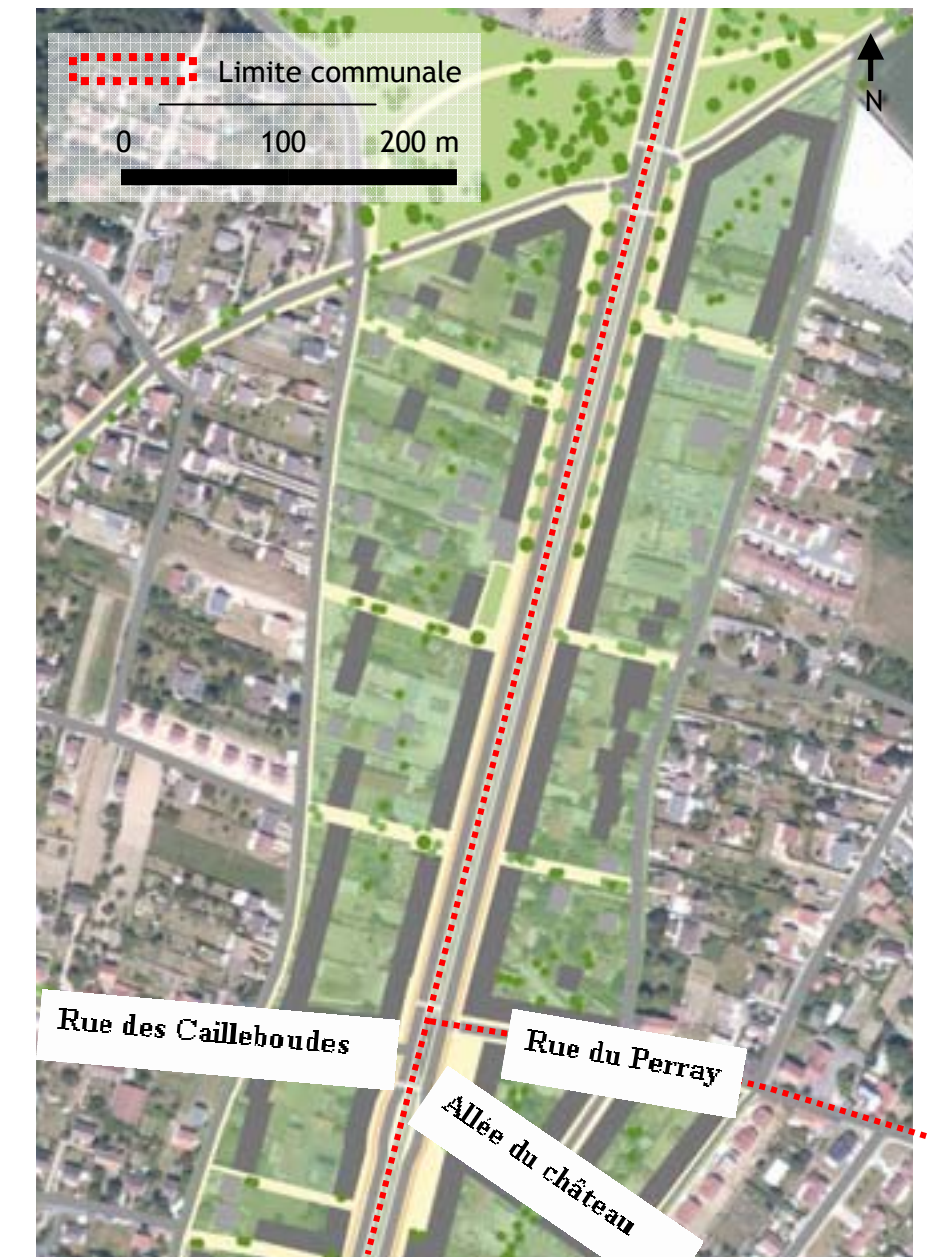 Limite communale
0 100 200 m
N
Rue des Cailleboudes
Rue du Perray
Allée du château